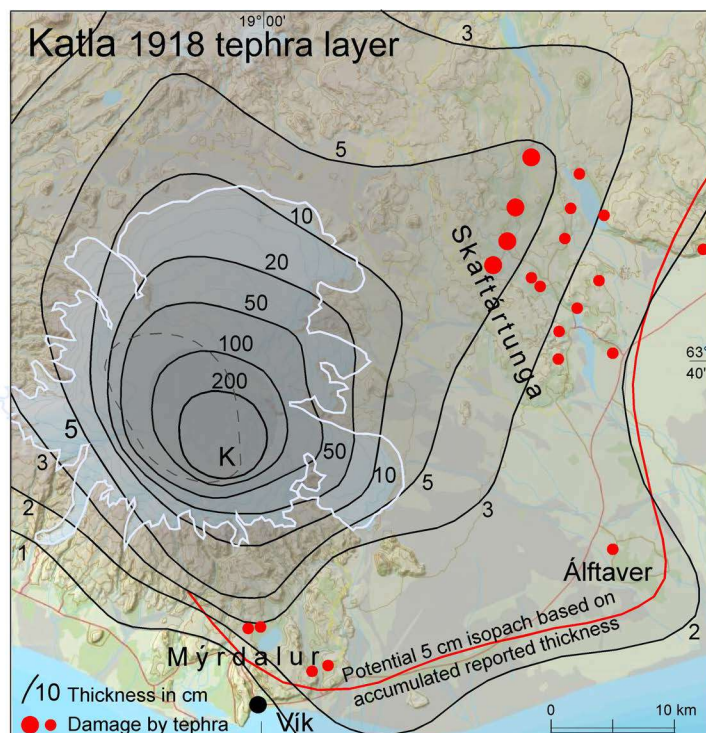 19° 00'
Katla 1918 tephra layer
3
5
10
20
50
100
200
K
50
10
5
5
3
3
2
1
2
Skaftártunga
63°
40'
Álftaver
Mýrdalur
Potential 5 cm isopach based on
accumulated reported thickness
Vík
/10 Thickness in cm
Damage by tephra
0 10 km